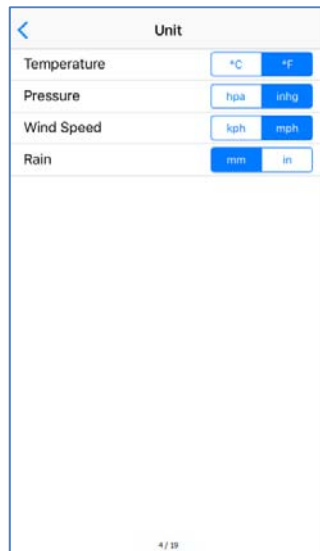 Unit
Temperature °C °F
Pressure hpa inhg
Wind Speed kph mph
Rain mm in
4 / 19